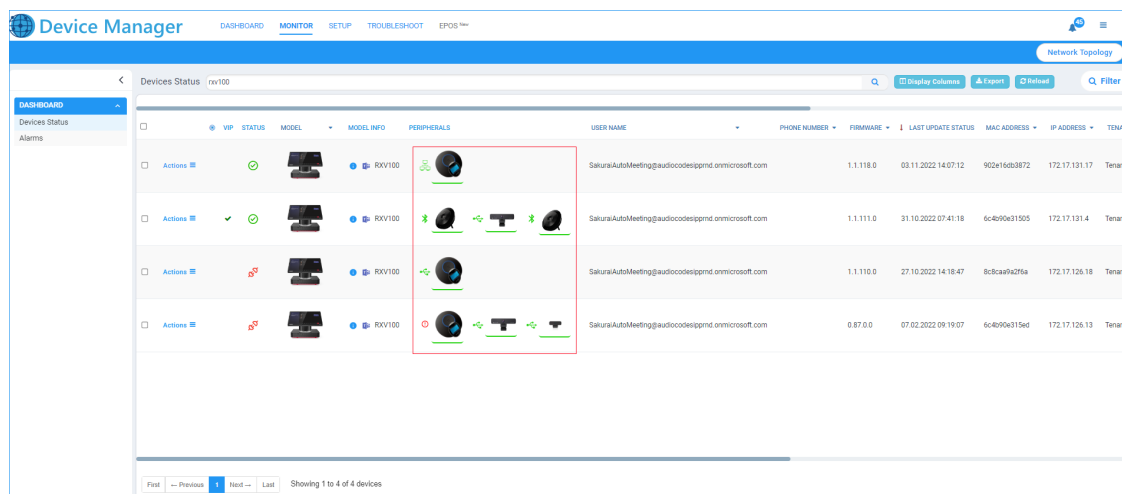 Device Manager
DASHBOARD MONITOR SETUP TROUBLESHOOT EPOS New
45
Network Topology
Devices Status rxv100 Display Columns Export Reload Filter
DASHBOARD
Devices Status
Alarms
VIP STATUS MODEL MODEL INFO PERIPHERALS USER NAME PHONE NUMBER FIRMWARE LAST UPDATE STATUS MAC ADDRESS IP ADDRESS TENA
Actions RXV100 SakuraiAutoMeeting@audiocodesipprnd.onmicrosoft.com 1.1.118.0 03.11.2022 14:07:12 902e16db3872 172.17.131.17 Tenar
Actions RXV100 SakuraiAutoMeeting@audiocodesipprnd.onmicrosoft.com 1.1.111.0 31.10.2022 07:41:18 6c4b90e31505 172.17.131.4 Tenar
Actions RXV100 SakuraiAutoMeeting@audiocodesipprnd.onmicrosoft.com 1.1.110.0 27.10.2022 14:18:47 8c8caa9a2f6a 172.17.126.18 Tenar
Actions RXV100 SakuraiAutoMeeting@audiocodesipprnd.onmicrosoft.com 0.87.0.0 07.02.2022 09:19:07 6c4b90e315ed 172.17.126.13 Tenar
First ← Previous 1 Next → Last Showing 1 to 4 of 4 devices